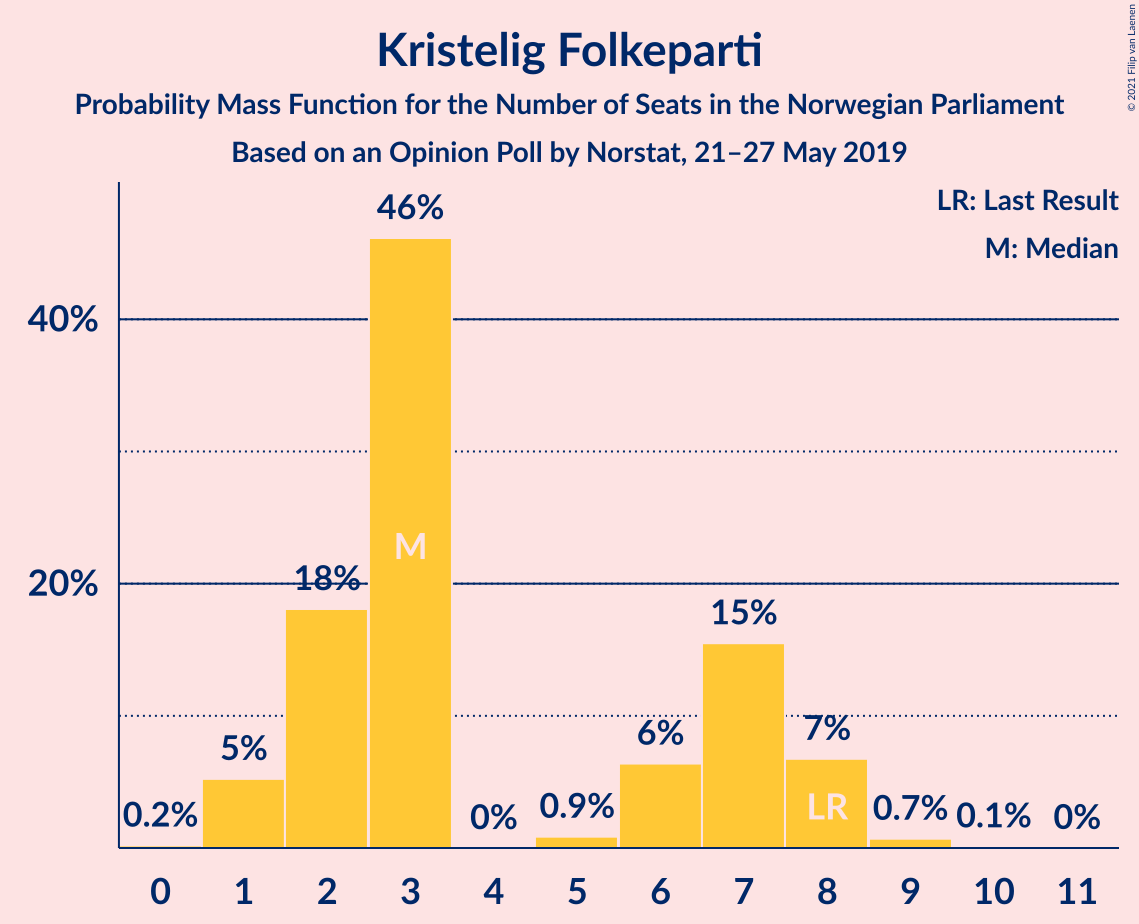 © 2021 Filip van Laenen
Kristelig Folkeparti
Probability Mass Function for the Number of Seats in the Norwegian Parliament
Based on an Opinion Poll by Norstat, 21–27 May 2019
LR: Last Result
M: Median
40%
20%
0.2%
5%
18%
46%
0%
0.9%
6%
15%
7%
0.7%
0.1%
0%
M
LR
0 1 2 3 4 5 6 7 8 9 10 11